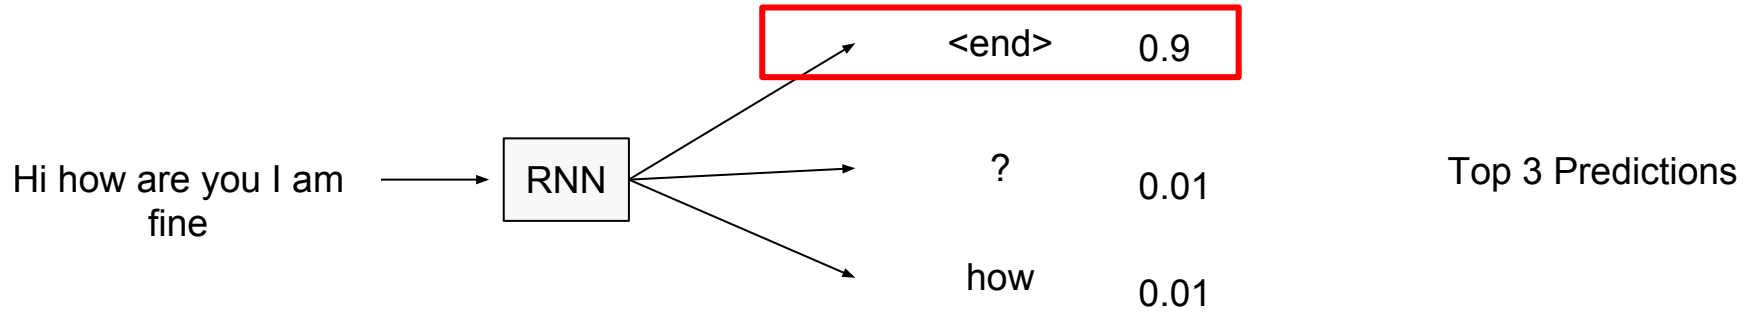 <end> 0.9
Hi how are you I am
fine
RNN
? 0.01
Top 3 Predictions
how 0.01